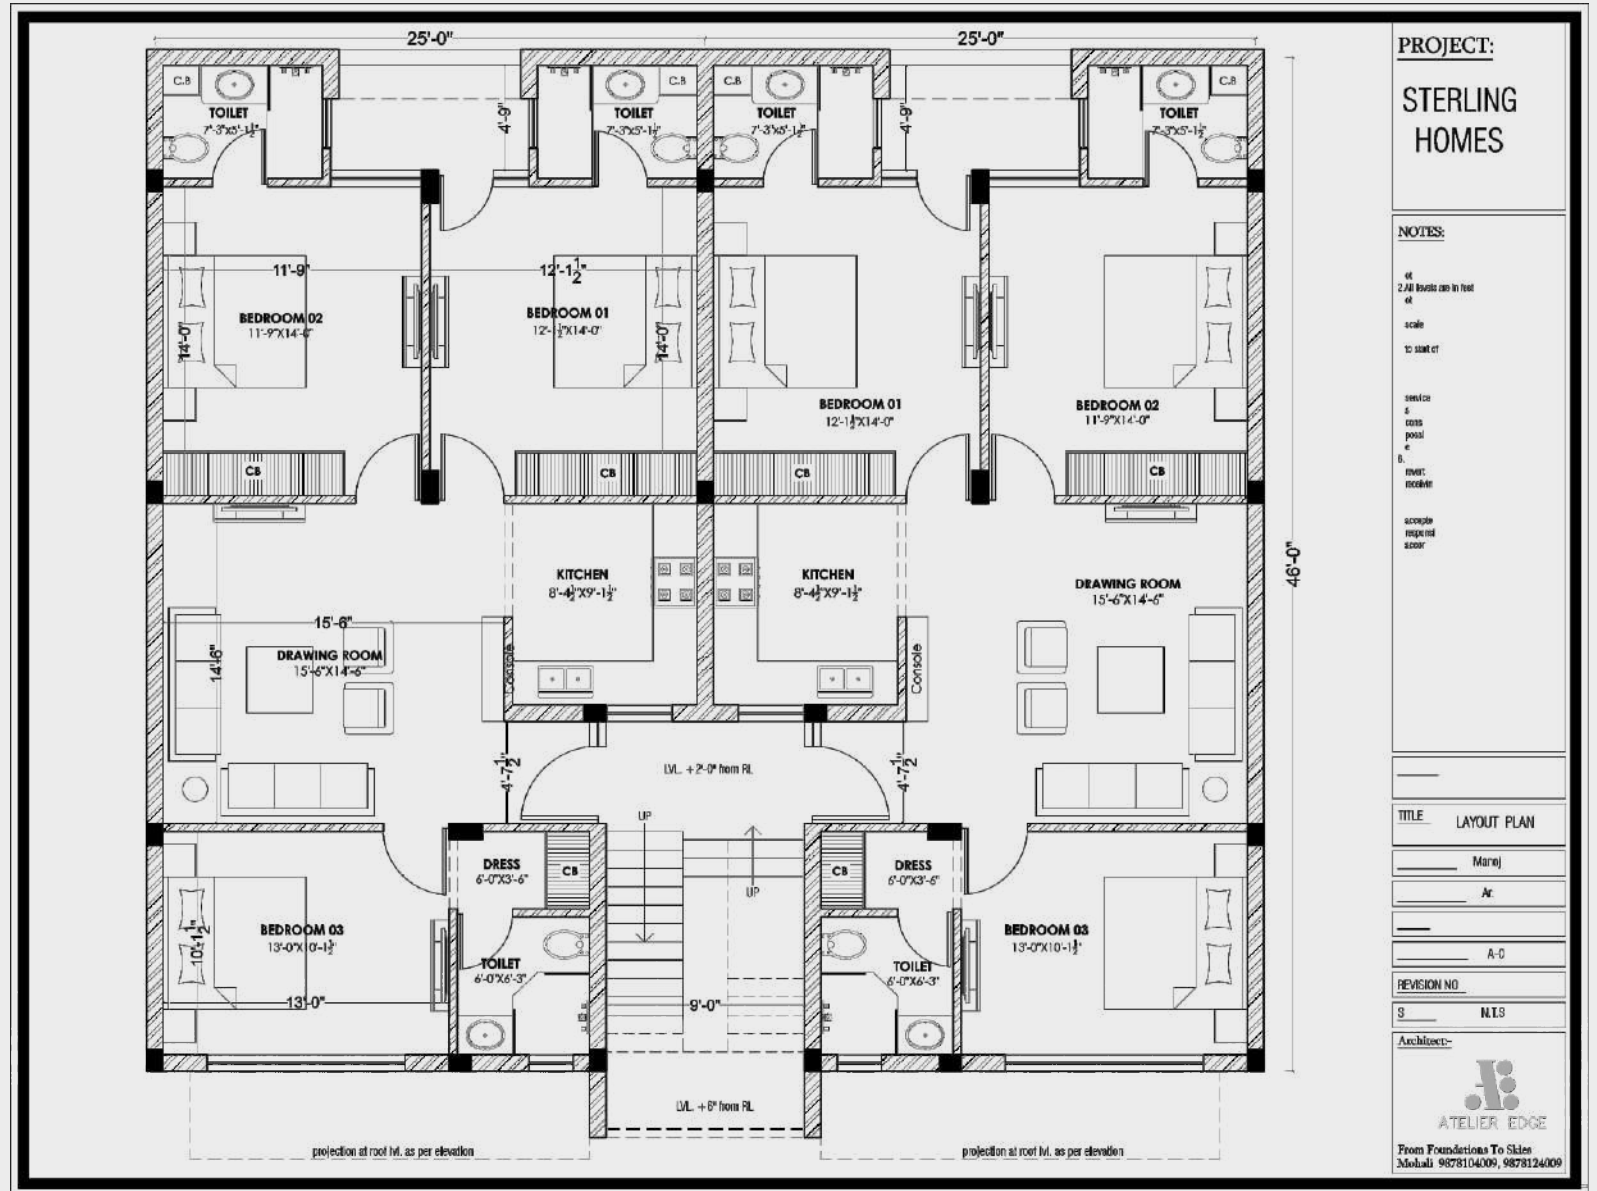 25'-0"
25'-0"
C.B
TOILET
7'-3"X5'-1½"
4'-9"
C.B
TOILET
7'-3"X5'-1½"
C.B
TOILET
7'-3"X5'-1½"
4'-9"
C.B
TOILET
7'-3"X5'-1½"
11'-9"
BEDROOM 02
11'-9"X14'-0"
14'-0"
12'-1½"
BEDROOM 01
12'-1½"X14'-0"
14'-0"
BEDROOM 01
12'-1½"X14'-0"
BEDROOM 02
11'-9"X14'-0"
CB
CB
CB
CB
46'-0"
KITCHEN
8'-4½"X9'-1½"
KITCHEN
8'-4½"X9'-1½"
DRAWING ROOM
15'-6"X14'-6"
15'-6"
DRAWING ROOM
15'-6"X14'-6"
14'-6"
Console
Console
4'-7½"
LVL. +2'-0" from RL
4'-7½"
UP
UP
DRESS
6'-0"X3'-6"
CB
CB
DRESS
6'-0"X3'-6"
BEDROOM 03
13'-0"X10'-1½"
10'-1½"
13'-0"
TOILET
6'-0"X6'-3"
9'-0"
TOILET
6'-0"X6'-3"
BEDROOM 03
13'-0"X10'-1½"
LVL. +6" from RL
projection at roof lvl. as per elevation
projection at roof lvl. as per elevation
PROJECT:
STERLING
HOMES
NOTES:
2.All levels are in feet
scale
to start of
service
s
cons
possi
e
6.
receivin
accepte
responsi
TITLE
LAYOUT PLAN
Manoj
Ar.
A-0
REVISION NO
S
N.T.S
Architect:-
ATELIER EDGE
From Foundations To Skies
Mohali 9878104009, 9878124009